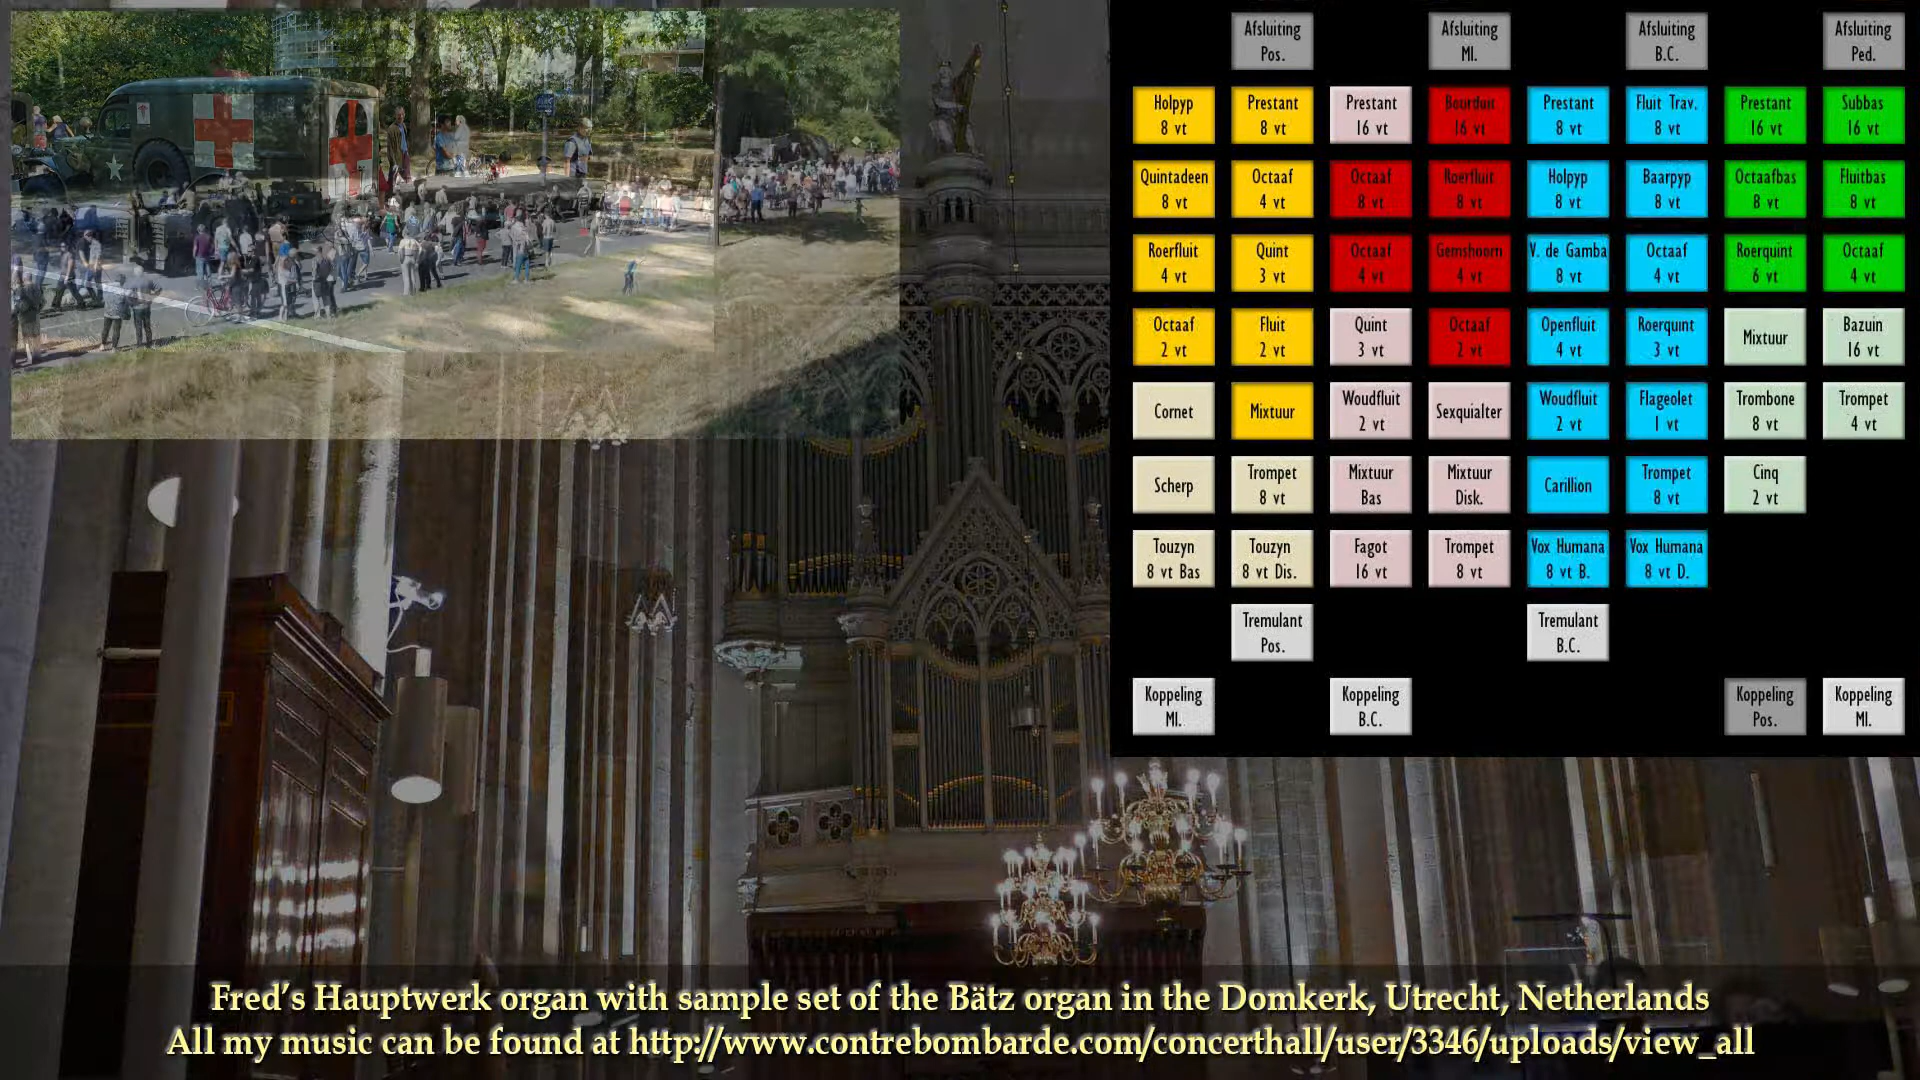 Afsluiting
Pos.
Afsluiting
Ml.
Afsluiting
B.C.
Afsluiting
Ped.
Holpyp
8 vt
Prestant
8 vt
Prestant
16 vt
Bourdon
16 vt
Prestant
8 vt
Fluit Trav.
8 vt
Prestant
16 vt
Subbas
16 vt
Quintadeen
8 vt
Octaaf
4 vt
Octaaf
8 vt
Roerfluit
8 vt
Holpyp
8 vt
Baarpyp
8 vt
Octaafbas
8 vt
Fluitbas
8 vt
Roerfluit
4 vt
Quint
3 vt
Octaaf
4 vt
Gemshoorn
4 vt
V. de Gamba
8 vt
Octaaf
4 vt
Roerquint
6 vt
Octaaf
4 vt
Octaaf
2 vt
Fluit
2 vt
Quint
3 vt
Octaaf
2 vt
Openfluit
4 vt
Roerquint
3 vt
Mixtuur
Bazuin
16 vt
Cornet
Mixtuur
Woudfluit
2 vt
Sexquialter
Woudfluit
2 vt
Flageolet
1 vt
Trombone
8 vt
Trompet
4 vt
Scherp
Trompet
8 vt
Mixtuur
Bas
Mixtuur
Disk.
Carillion
Trompet
8 vt
Cinq
2 vt
Touzyn
8 vt Bas
Touzyn
8 vt Dis.
Fagot
16 vt
Trompet
8 vt
Vox Humana
8 vt B.
Vox Humana
8 vt D.
Tremulant
Pos.
Tremulant
B.C.
Koppeling
Ml.
Koppeling
B.C.
Koppeling
Pos.
Koppeling
Ml.
Fred's Hauptwerk organ with sample set of the Bätz organ in the Domkerk, Utrecht, Netherlands
All my music can be found at http://www.contrebombarde.com/concerthall/user/3346/uploads/view_all